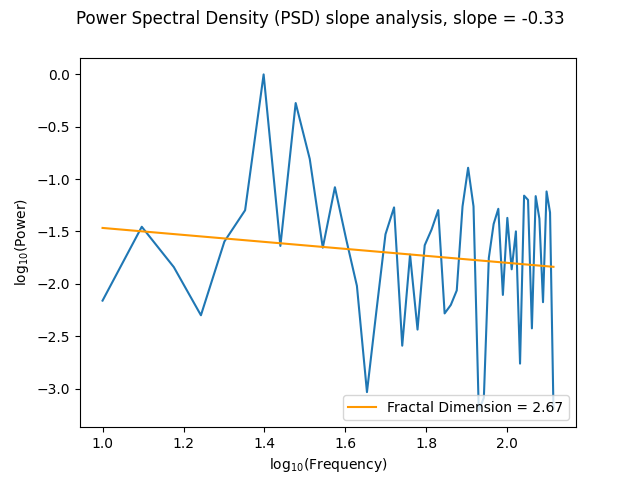 Power Spectral Density (PSD) slope analysis, slope = -0.33
0.0
−0.5
−1.0
−1.5
−2.0
−2.5
−3.0
log₁₀(Power)
1.0 1.2 1.4 1.6 1.8 2.0
log₁₀(Frequency)
Fractal Dimension = 2.67